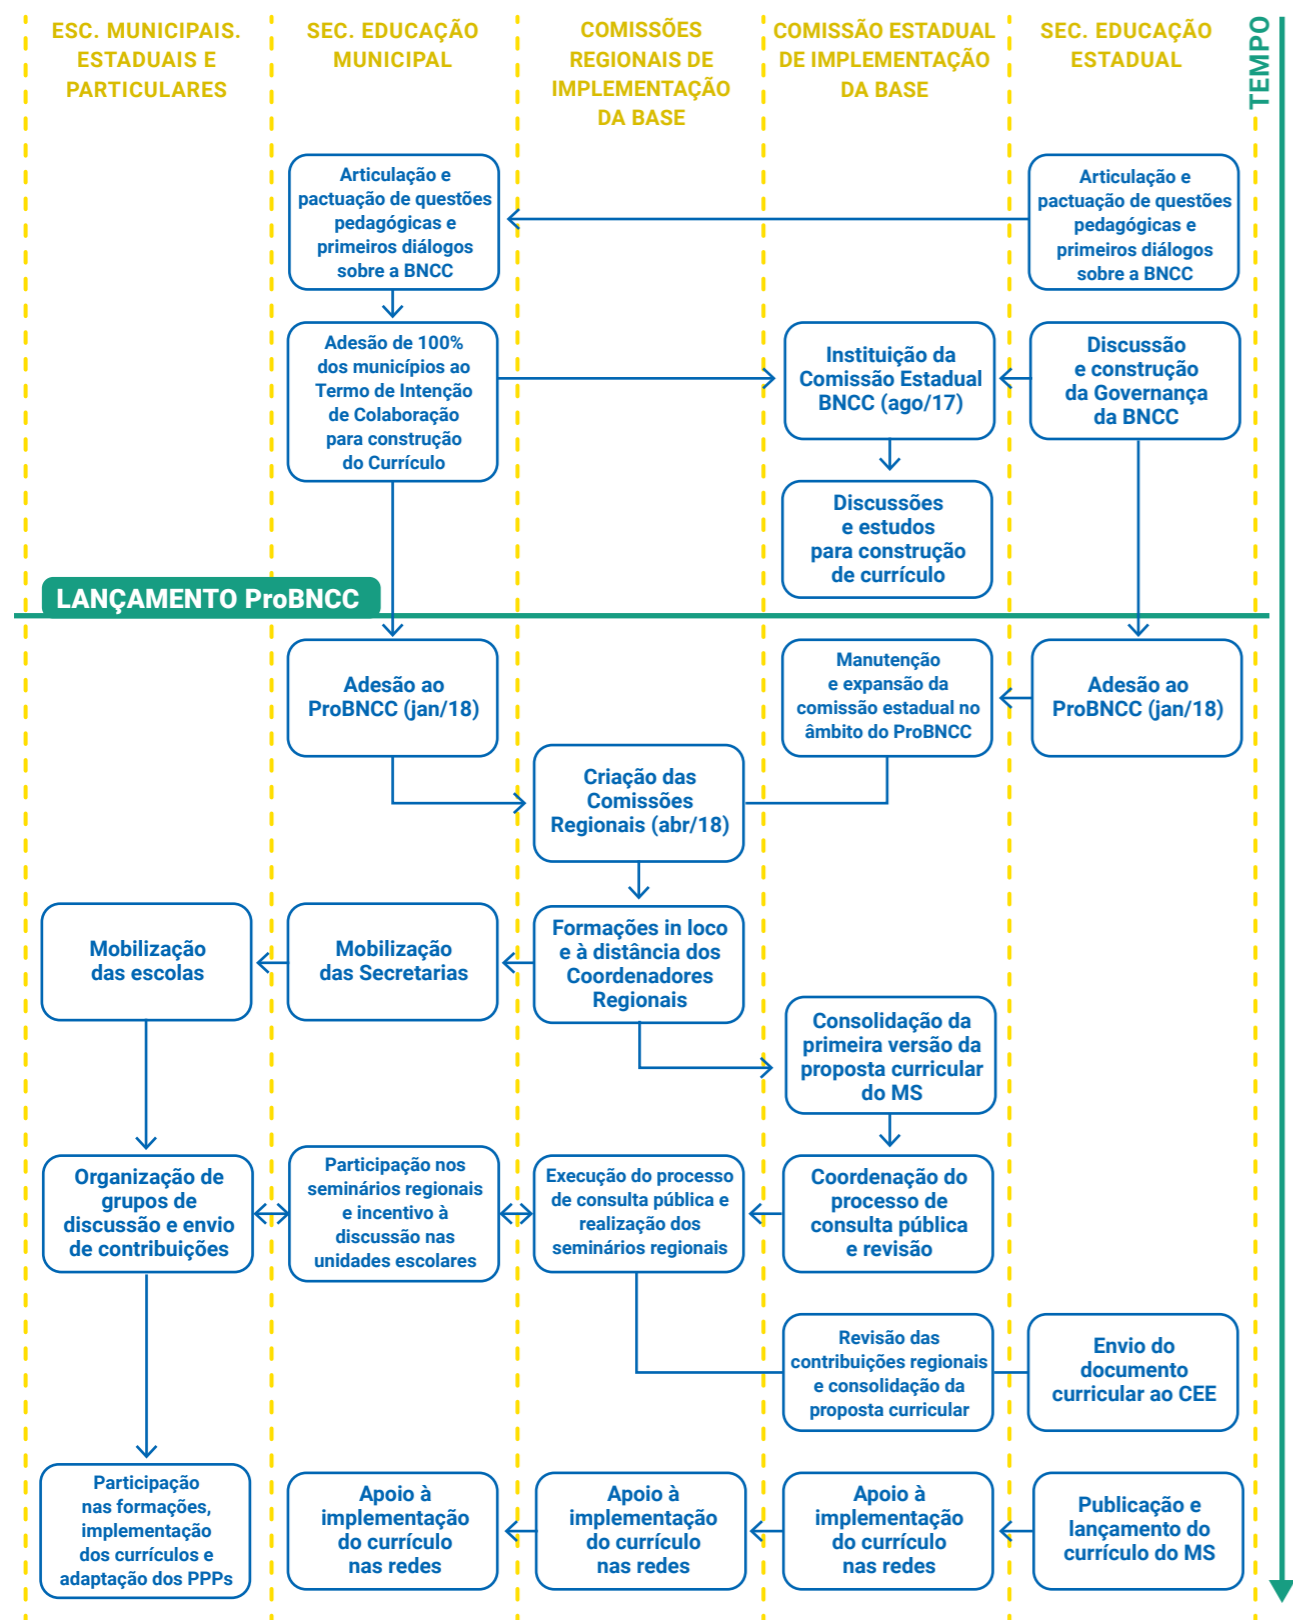 ESC. MUNICIPAIS.
ESTADUAIS E
PARTICULARES
SEC. EDUCAÇÃO
MUNICIPAL
COMISSÕES
REGIONAIS DE
IMPLEMENTAÇÃO
DA BASE
COMISSÃO ESTADUAL
DE IMPLEMENTAÇÃO
DA BASE
SEC. EDUCAÇÃO
ESTADUAL
TEMPO
Articulação e
pactuação de questões
pedagógicas e
primeiros diálogos
sobre a BNCC
Articulação e
pactuação de questões
pedagógicas e
primeiros diálogos
sobre a BNCC
Adesão de 100%
dos municípios ao
Termo de Intenção
de Colaboração
para construção
do Currículo
Instituição da
Comissão Estadual
BNCC (ago/17)
Discussão
e construção
da Governança
da BNCC
Discussões
e estudos
para construção
de currículo
LANÇAMENTO ProBNCC
Adesão ao
ProBNCC (jan/18)
Manutenção
e expansão da
comissão estadual no
âmbito do ProBNCC
Adesão ao
ProBNCC (jan/18)
Criação das
Comissões
Regionais (abr/18)
Mobilização
das escolas
Mobilização
das Secretarias
Formações in loco
e à distância dos
Coordenadores
Regionais
Consolidação da
primeira versão da
proposta curricular
do MS
Organização de
grupos de
discussão e envio
de contribuições
Participação nos
seminários regionais
e incentivo à
discussão nas
unidades escolares
Execução do processo
de consulta pública e
realização dos
seminários regionais
Coordenação do
processo de
consulta pública
e revisão
Revisão das
contribuições regionais
e consolidação da
proposta curricular
Envio do
documento
curricular ao CEE
Participação
nas formações,
implementação
dos currículos e
adaptação dos PPPs
Apoio à
implementação
do currículo
nas redes
Apoio à
implementação
do currículo
nas redes
Apoio à
implementação
do currículo
nas redes
Publicação e
lançamento do
currículo do MS